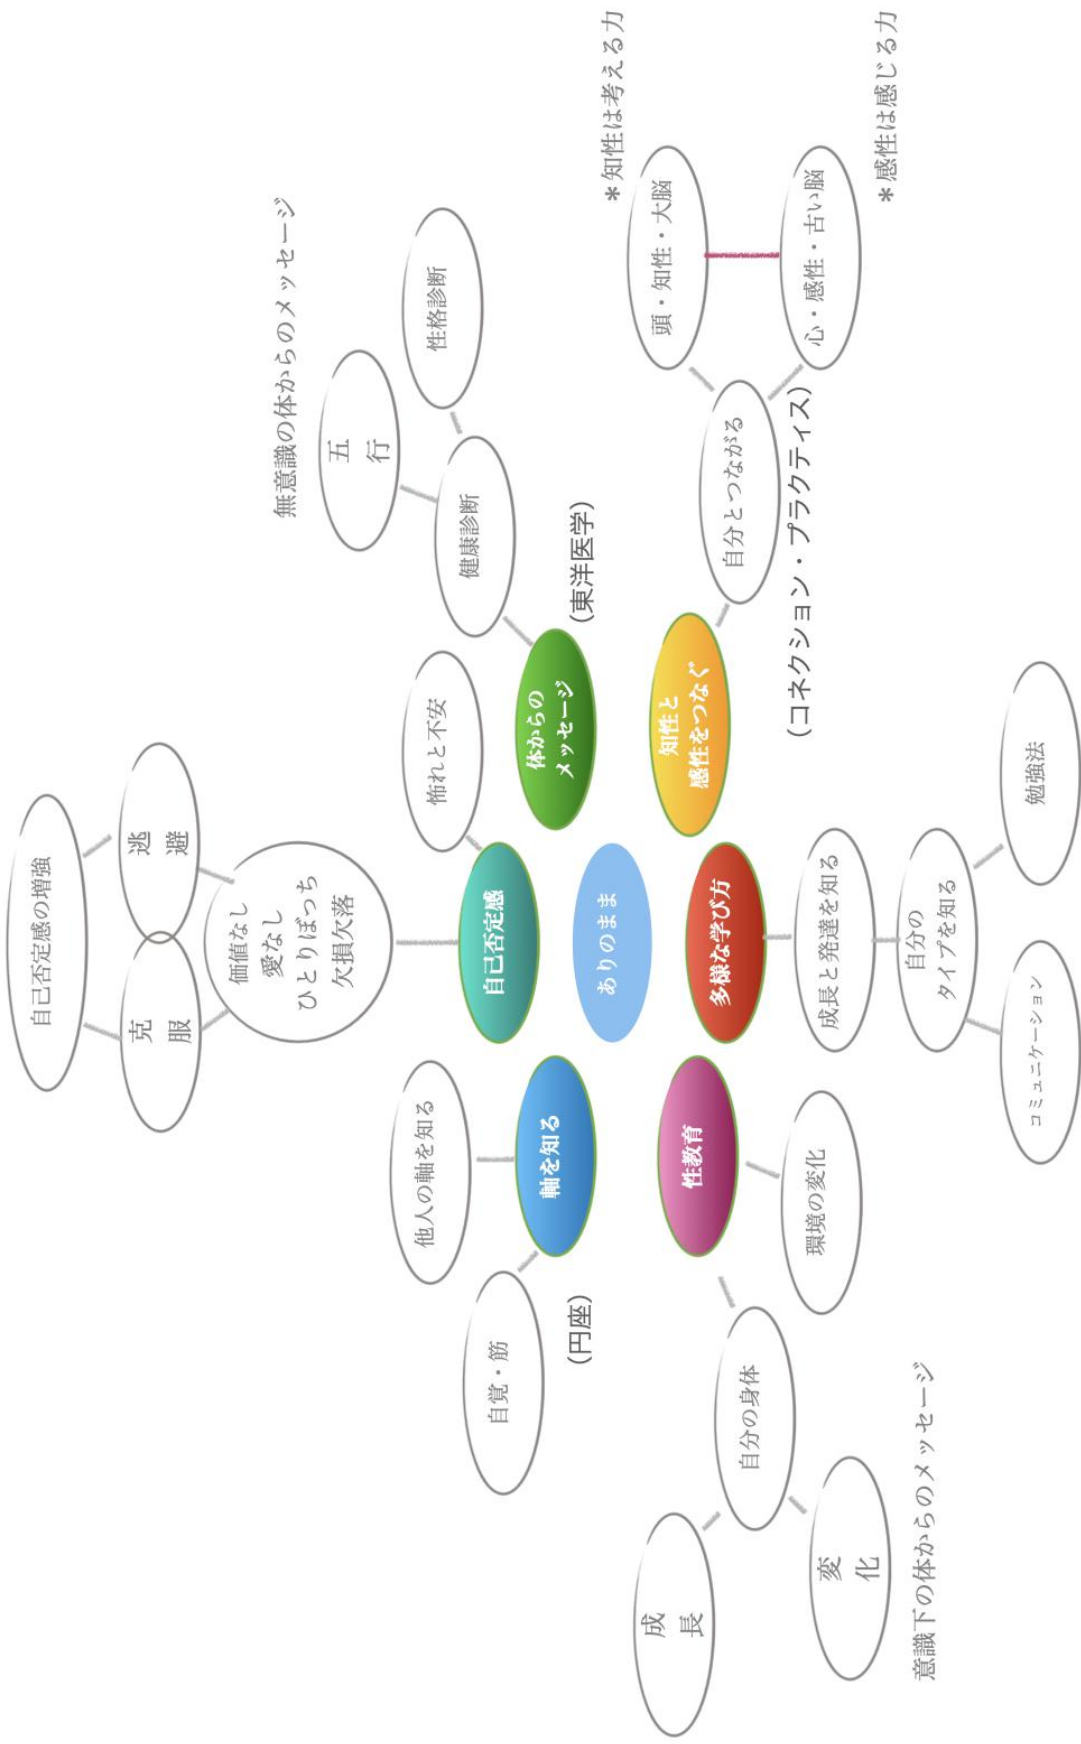 自己否定感の増強
克
服
逃
避
価値なし
愛なし
ひとりぼっち
欠損欠落
無意識の体からのメッセージ
五
行
性格診断
健康診断
怖れと不安
他人の軸を知る
自覚・筋
自己否定感
軸を知る
(円座)
体からの
メッセージ
(東洋医学)
ありのまま
*知性は考える力
頭・知性・大脳
知性と
感性をつなぐ
自分とつながる
(コネクション・プラクティス)
心・感性・古い脳
*感性は感じる力
性教育
多様な学び方
成長と発達を知る
自分の
タイプを知る
コミュニケーション
勉強法
環境の変化
自分の身体
成
長
変
化
意識下の体からのメッセージ